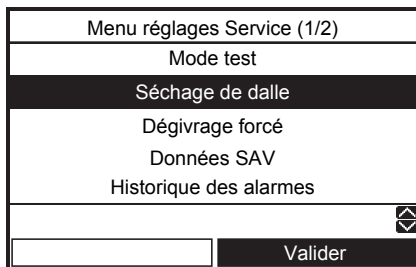 Menu réglages Service (1/2)
Mode test
Séchage de dalle
Dégivrage forcé
Données SAV
Historique des alarmes
Valider